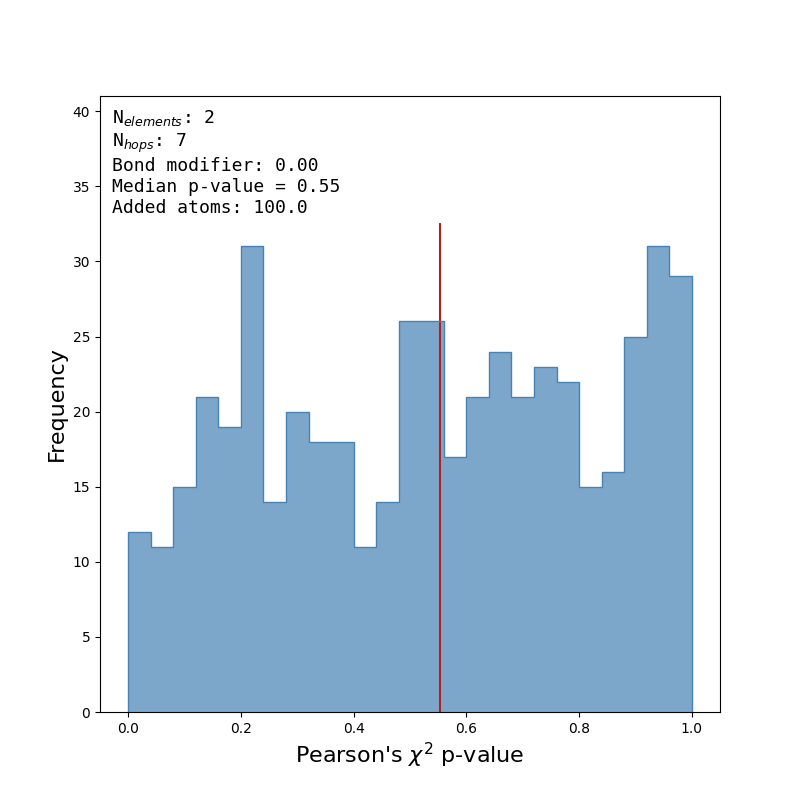 N_elements: 2
N_hops: 7
Bond modifier: 0.00
Median p-value = 0.55
Added atoms: 100.0
40
35
30
25
20
15
10
5
0
Frequency
0.0 0.2 0.4 0.6 0.8 1.0
Pearson's χ² p-value